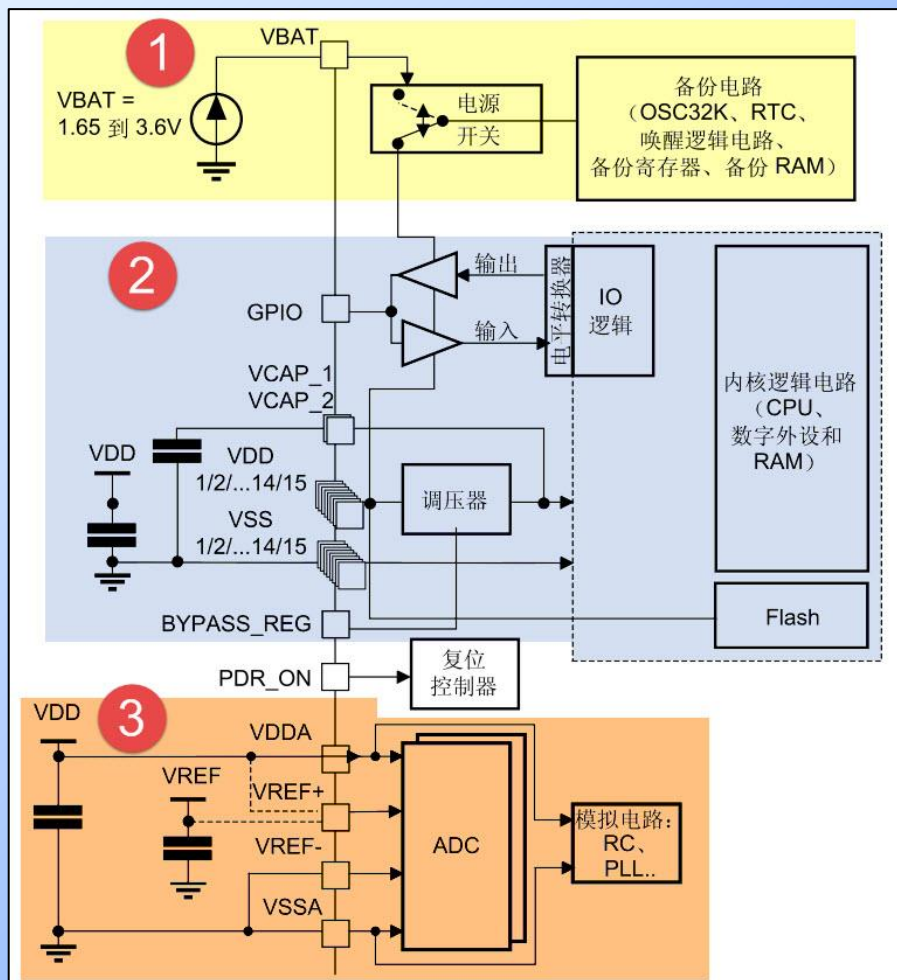 1
VBAT
VBAT =
1.65 到 3.6V
电源
开关
备份电路
（OSC32K、RTC、
唤醒逻辑电路、
备份寄存器、备份 RAM）
2
GPIO
输出
输入
电平转换器
IO
逻辑
内核逻辑电路
（CPU、
数字外设和
RAM）
VCAP_1
VCAP_2
VDD
VDD
1/2/...14/15
调压器
VSS
1/2/...14/15
BYPASS_REG
Flash
PDR_ON
复位
控制器
3
VDD
VDDA
VREF
VREF+
VREF-
VSSA
ADC
模拟电路：
RC、
PLL..